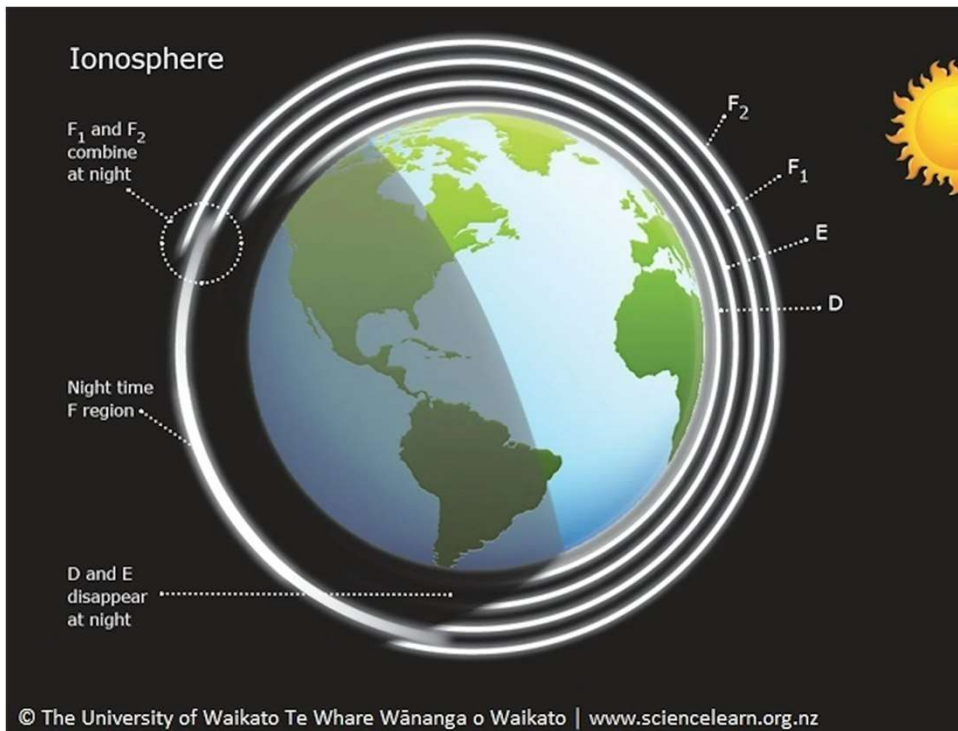 Ionosphere
F₁ and F₂
combine
at night
F₂
F₁
E
D
Night time
F region
D and E
disappear
at night
© The University of Waikato Te Whare Wānanga o Waikato | www.sciencelearn.org.nz